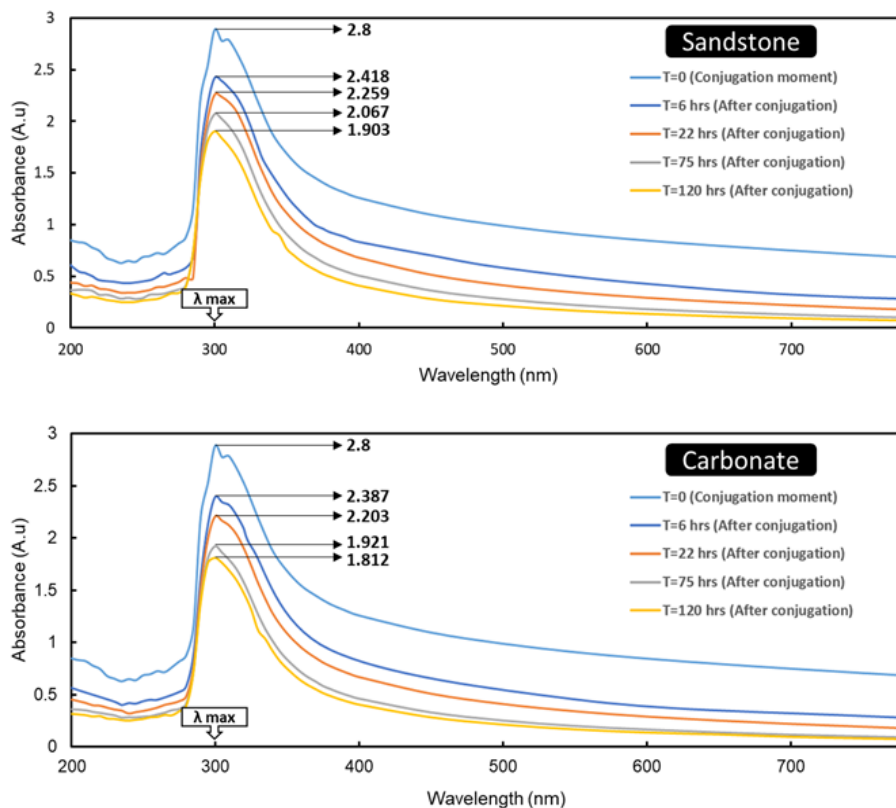 3
2.8
Sandstone
2.5
2.418
T=0 (Conjugation moment)
2.259
T=6 hrs (After conjugation)
2
2.067
T=22 hrs (After conjugation)
1.903
T=75 hrs (After conjugation)
1.5
T=120 hrs (After conjugation)
1
0.5
λ max
0
200 300 400 500 600 700
Absorbance (A.u)
Wavelength (nm)
3
2.8
Carbonate
2.5
2.387
T=0 (Conjugation moment)
2.203
T=6 hrs (After conjugation)
2
1.921
T=22 hrs (After conjugation)
1.812
T=75 hrs (After conjugation)
1.5
T=120 hrs (After conjugation)
1
0.5
λ max
0
200 300 400 500 600 700
Absorbance (A.u)
Wavelength (nm)